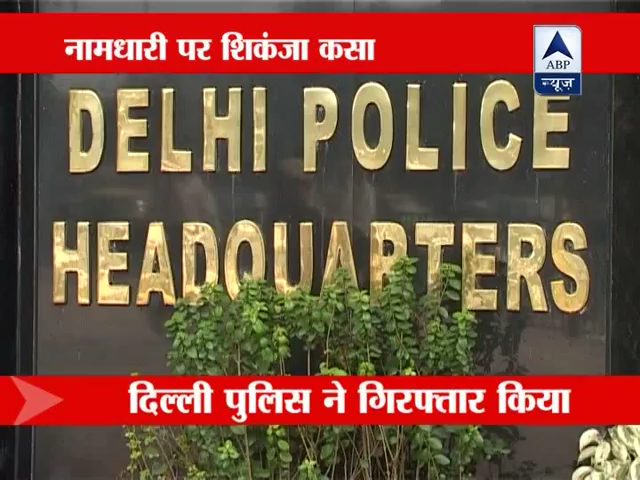 नामधारी पर शिकंजा कसा
ABP
न्यूज़
DELHI POLICE
HEADQUARTERS
दिल्ली पुलिस ने गिरफ्तार किया